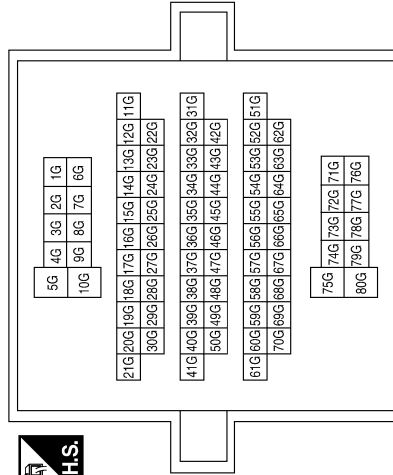 H.S.
5G 4G 3G 2G 1G
10G 9G 8G 7G 6G
21G 20G 19G 18G 17G 16G 15G 14G 13G 12G 11G
30G 29G 28G 27G 26G 25G 24G 23G 22G
41G 40G 39G 38G 37G 36G 35G 34G 33G 32G 31G
50G 49G 48G 47G 46G 45G 44G 43G 42G
61G 60G 59G 58G 57G 56G 55G 54G 53G 52G 51G
70G 69G 68G 67G 66G 65G 64G 63G 62G
75G 74G 73G 72G 71G
80G 79G 78G 77G 76G